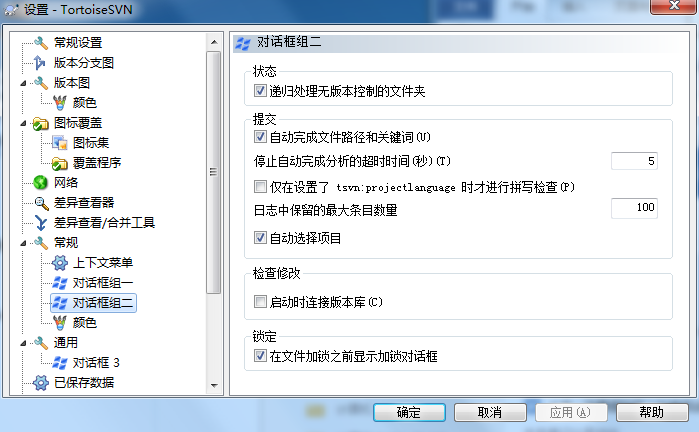 设置 - TortoiseSVN
常规设置
版本分支图
版本图
颜色
图标覆盖
图标集
覆盖程序
网络
差异查看器
差异查看/合并工具
常规
上下文菜单
对话框组一
对话框组二
颜色
通用
对话框 3
已保存数据
对话框组二
状态
递归处理无版本控制的文件夹
提交
自动完成文件路径和关键词(U)
停止自动完成分析的超时时间(秒)(T)
5
仅在设置了 tsvn:projectlanguage 时才进行拼写检查(P)
日志中保留的最大条目数量
100
自动选择项目
检查修改
启动时连接版本库(C)
锁定
在文件加锁之前显示加锁对话框
确定
取消
应用(A)
帮助